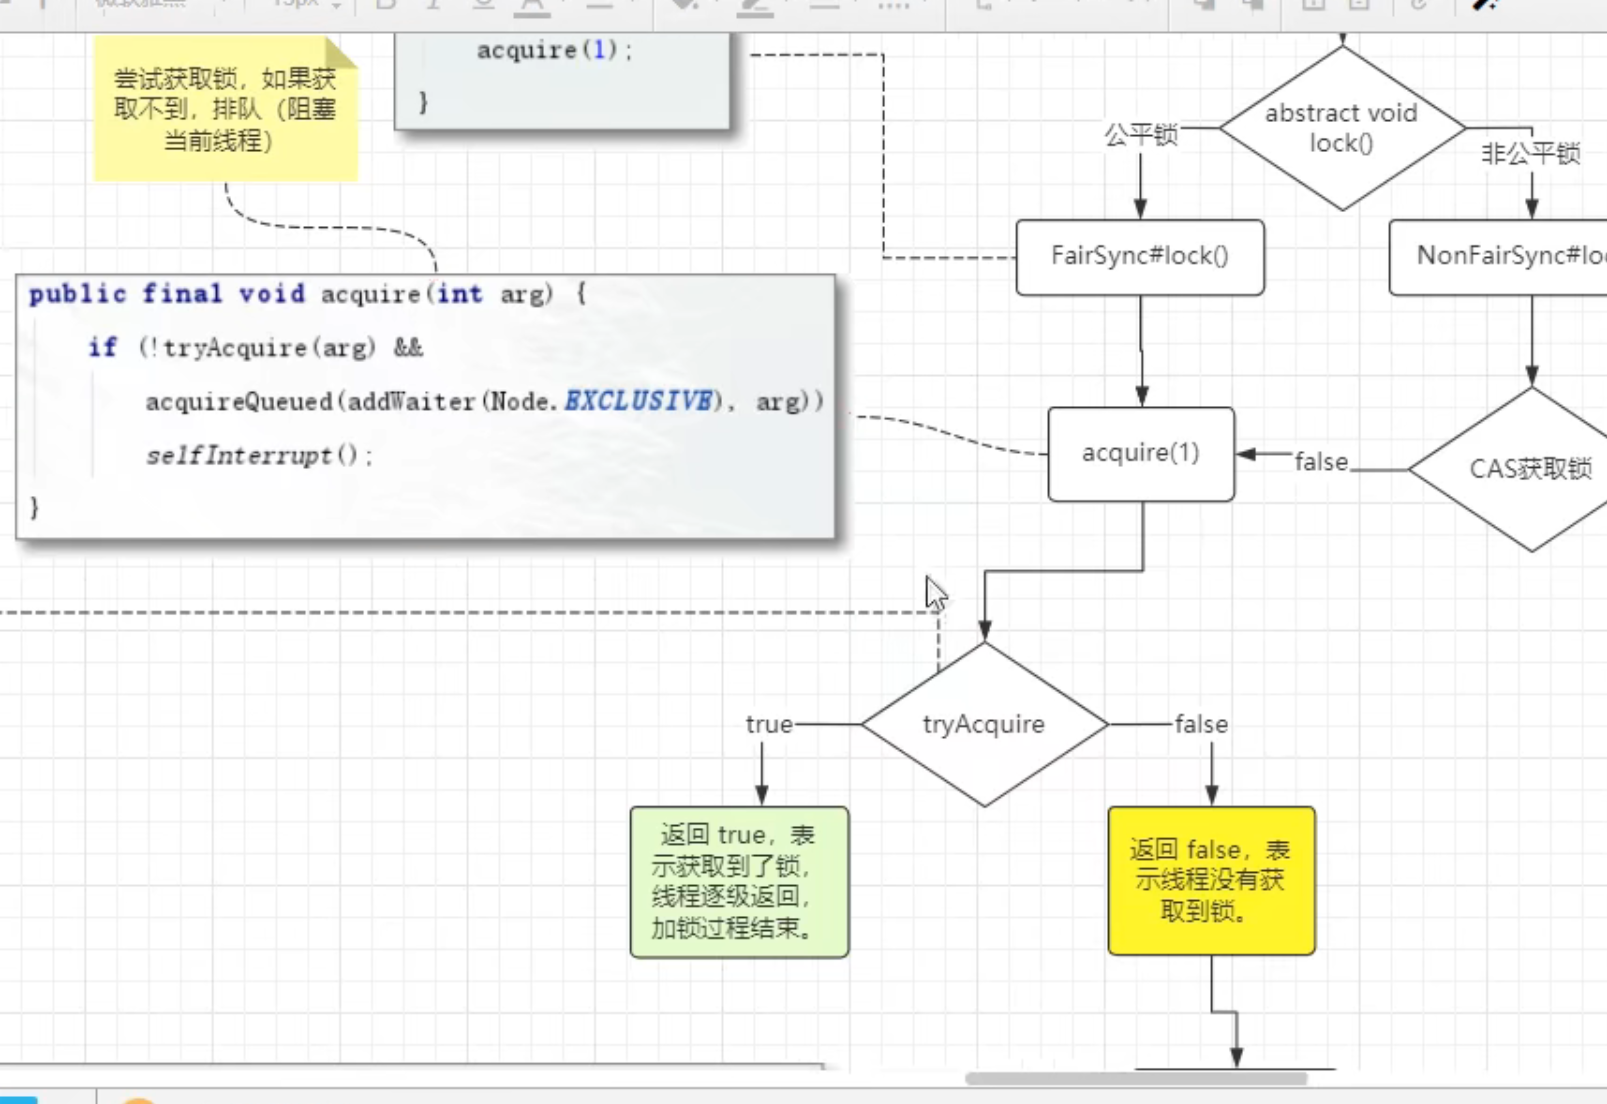 尝试获取锁，如果获
取不到，排队（阻塞
当前线程）
acquire(1);
}
public final void acquire(int arg) {
if (!tryAcquire(arg) &&
acquireQueued(addWaiter(Node.EXCLUSIVE), arg))
selfInterrupt();
}
abstract void
lock()
公平锁
非公平锁
FairSync#lock()
NonFairSync#lo
acquire(1)
false
CAS获取锁
tryAcquire
true
false
返回 true，表
示获取到了锁，
线程逐级返回，
加锁过程结束。
返回 false，表
示线程没有获
取到锁。